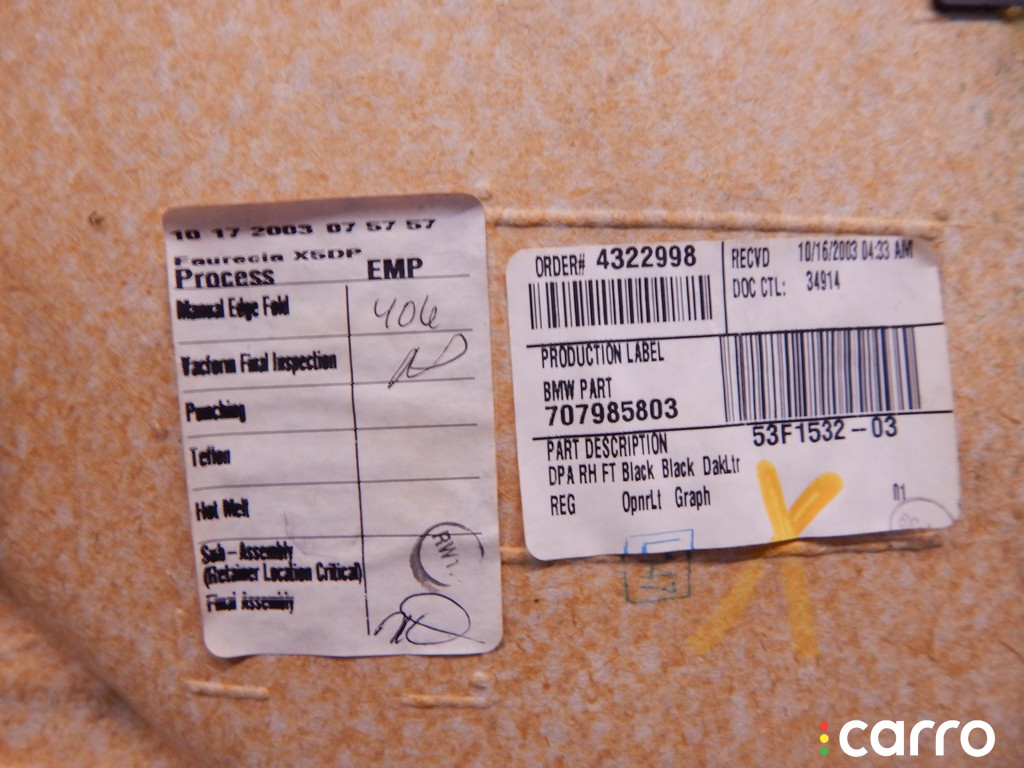 10 17 2003 07 57 57
Faurecia X5DP
Process EMP
Manual Edge Fold 406
Vacform Final Inspection
Punching
Teflon
Hot Melt
Sub-Assembly
(Retainer Location Critical)
Final Assembly
RW1
ORDER# 4322998
RECVD 10/16/2003 04:33 AM
DOC CTL: 34914
PRODUCTION LABEL
BMW PART
707985803
53F1532-03
PART DESCRIPTION
DPA RH FT Black Black DakLtr
REG OpnrLt Graph
01
X
carro